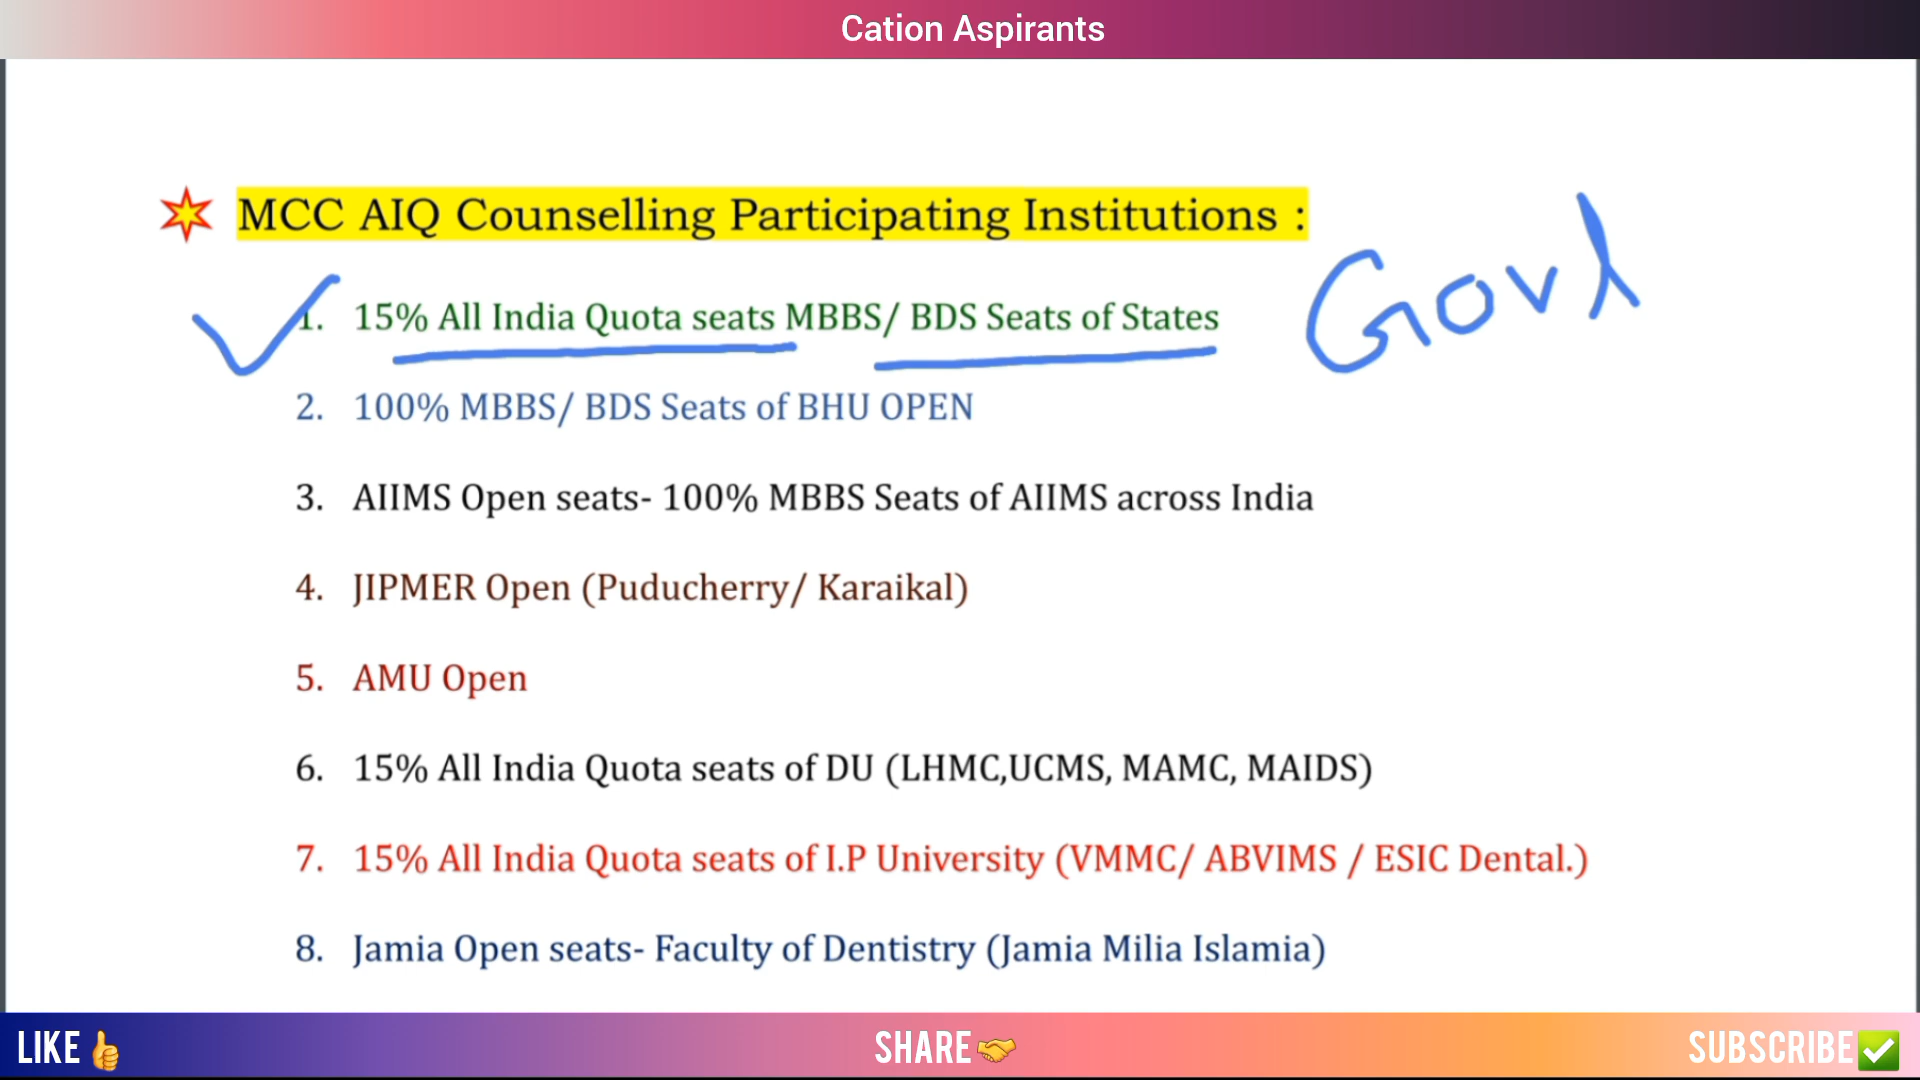 Cation Aspirants
MCC AIQ Counselling Participating Institutions :
1. 15% All India Quota seats MBBS/ BDS Seats of States
Govt
2. 100% MBBS/ BDS Seats of BHU OPEN
3. AIIMS Open seats- 100% MBBS Seats of AIIMS across India
4. JIPMER Open (Puducherry/ Karaikal)
5. AMU Open
6. 15% All India Quota seats of DU (LHMC,UCMS, MAMC, MAIDS)
7. 15% All India Quota seats of I.P University (VMMC/ ABVIMS / ESIC Dental.)
8. Jamia Open seats- Faculty of Dentistry (Jamia Milia Islamia)
LIKE SHARE SUBSCRIBE